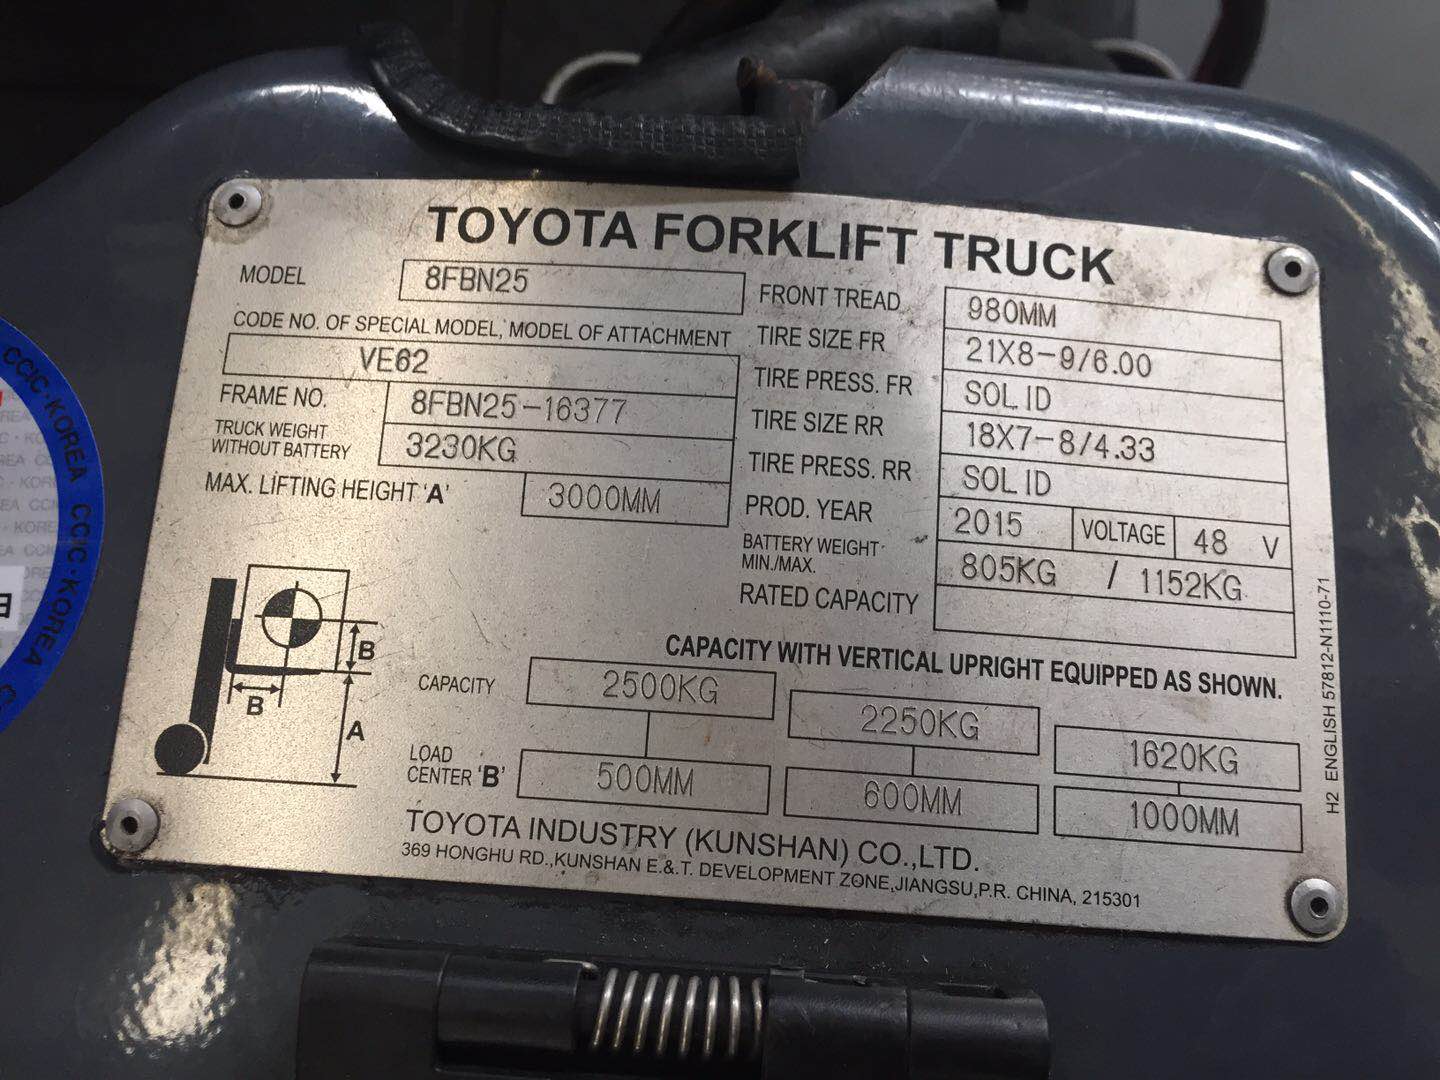 TOYOTA FORKLIFT TRUCK
MODEL 8FBN25
CODE NO. OF SPECIAL MODEL, MODEL OF ATTACHMENT
VE62
FRAME NO. 8FBN25-16377
TRUCK WEIGHT
WITHOUT BATTERY 3230KG
MAX. LIFTING HEIGHT 'A' 3000MM
FRONT TREAD 980MM
TIRE SIZE FR 21X8-9/6.00
TIRE PRESS. FR SOLID
TIRE SIZE RR 18X7-8/4.33
TIRE PRESS. RR SOLID
PROD. YEAR 2015 VOLTAGE 48 V
BATTERY WEIGHT
MIN./MAX. 805KG / 1152KG
RATED CAPACITY
B
B
A
CAPACITY WITH VERTICAL UPRIGHT EQUIPPED AS SHOWN.
CAPACITY 2500KG 2250KG 1620KG
LOAD
CENTER 'B' 500MM 600MM 1000MM
TOYOTA INDUSTRY (KUNSHAN) CO.,LTD.
369 HONGHU RD.,KUNSHAN E.&.T. DEVELOPMENT ZONE,JIANGSU,P.R. CHINA, 215301
H2 ENGLISH 57812-N1110-71
CCIC·KOREA CCIC·KOREA